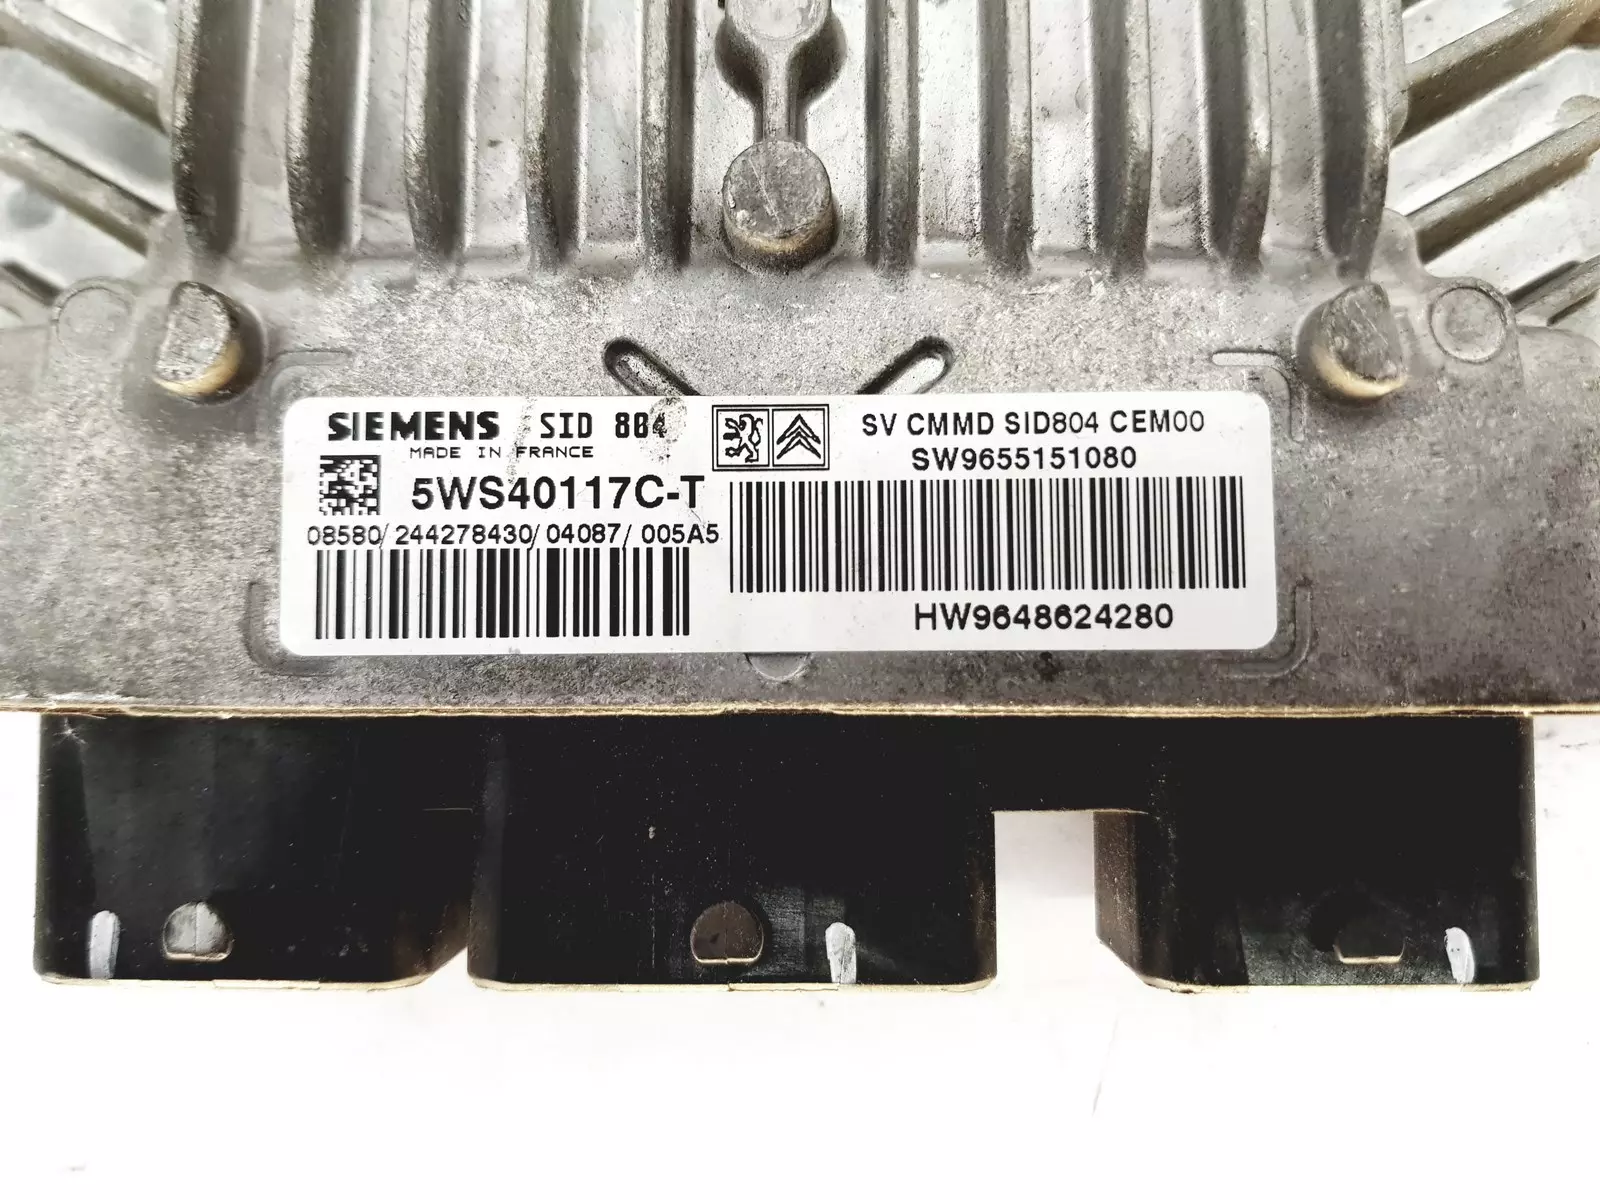 SIEMENS SID 804
MADE IN FRANCE
5WS40117C-T
08580/244278430/04087/005A5
SV CMMD SID804 CEM00
SW9655151080
HW9648624280